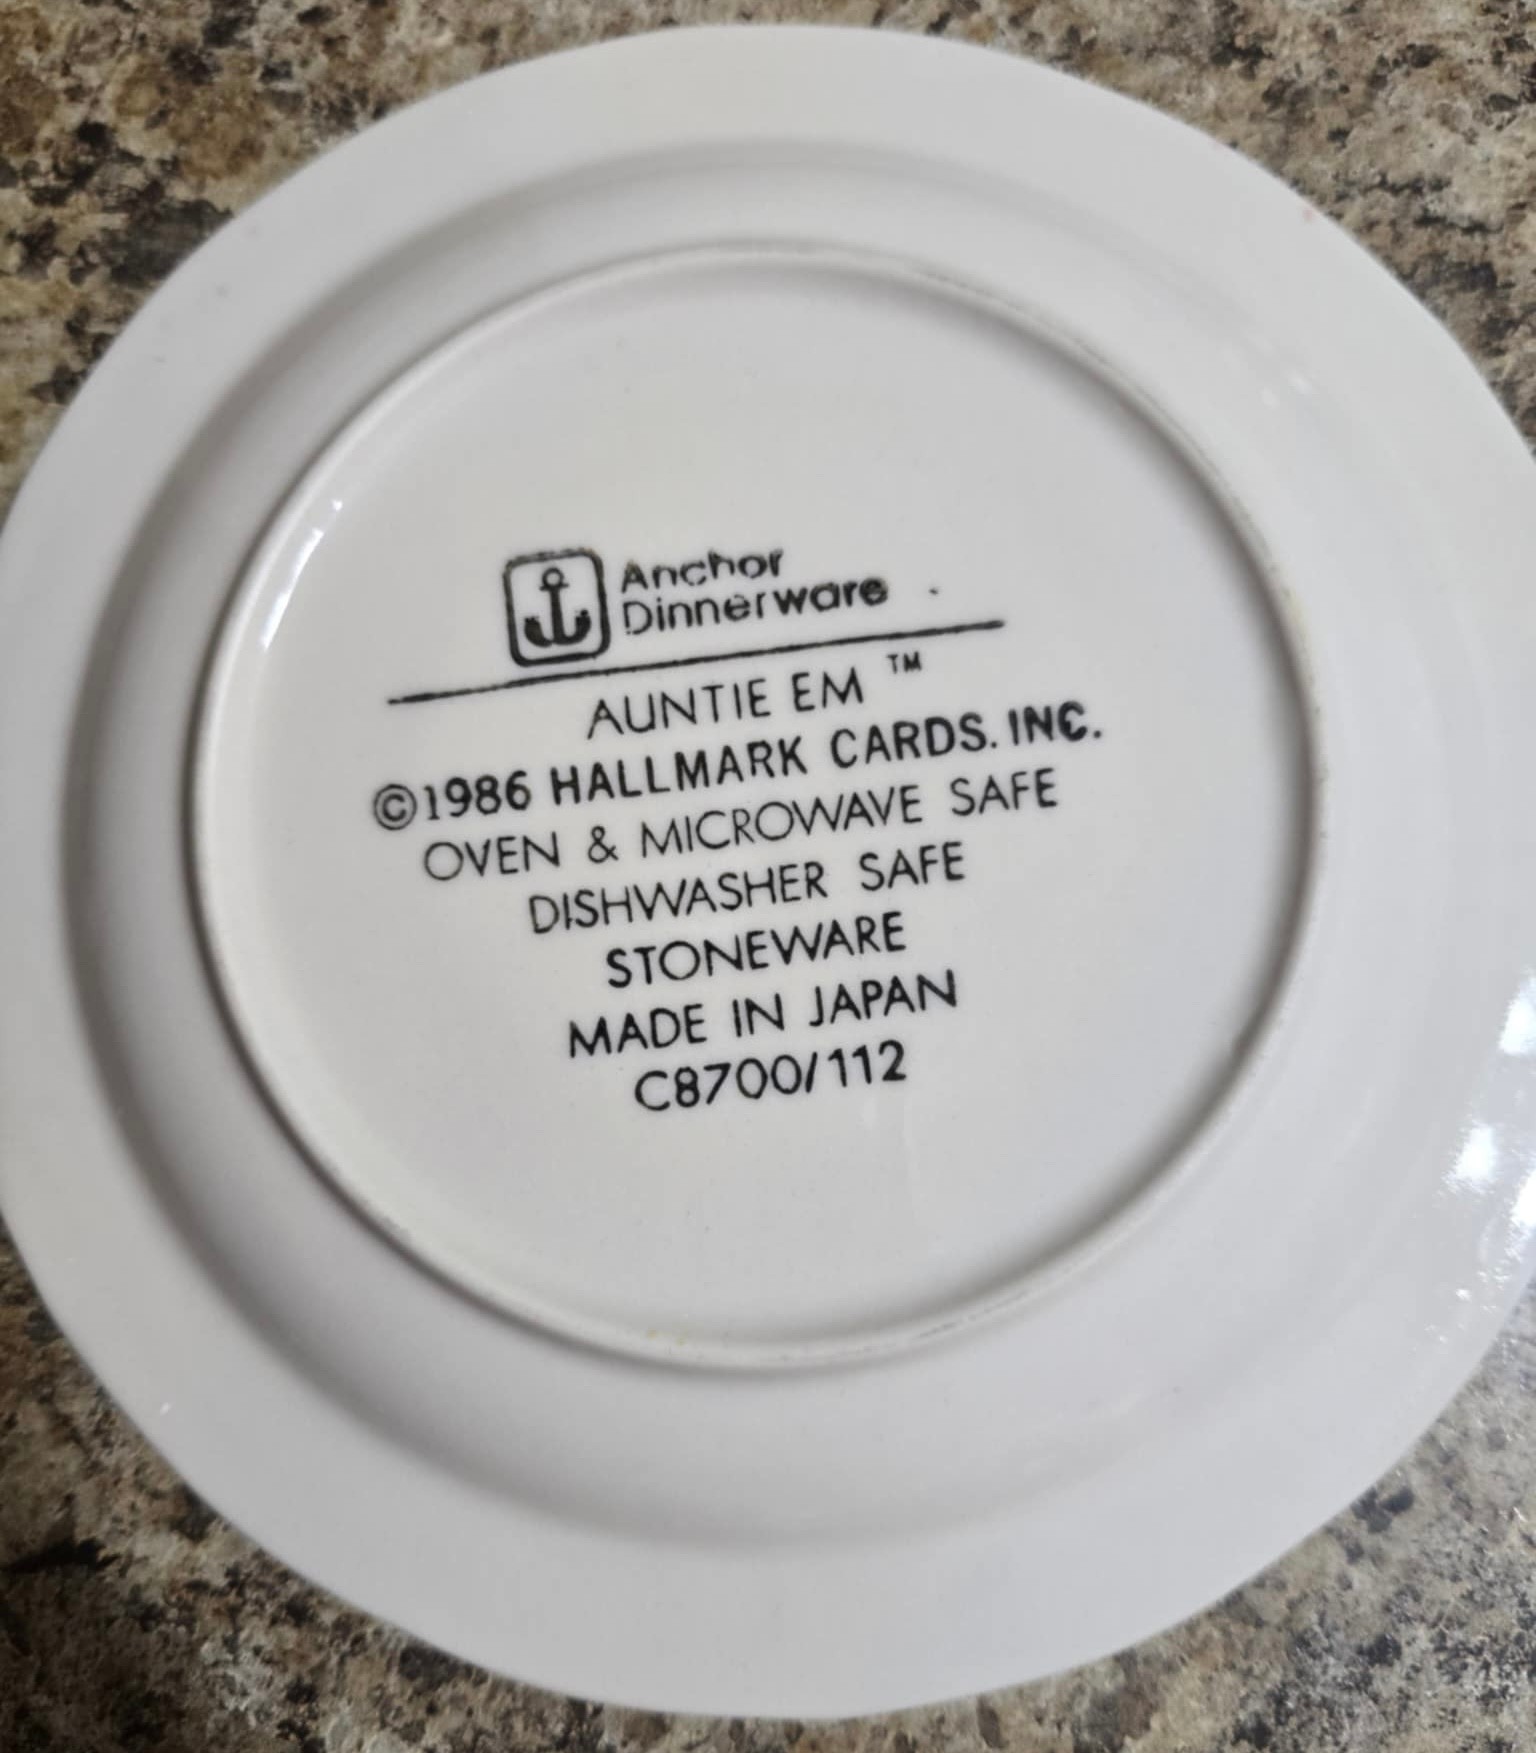 Anchor
Dinnerware
AUNTIE EM ™
©1986 HALLMARK CARDS. INC.
OVEN & MICROWAVE SAFE
DISHWASHER SAFE
STONEWARE
MADE IN JAPAN
C8700/112